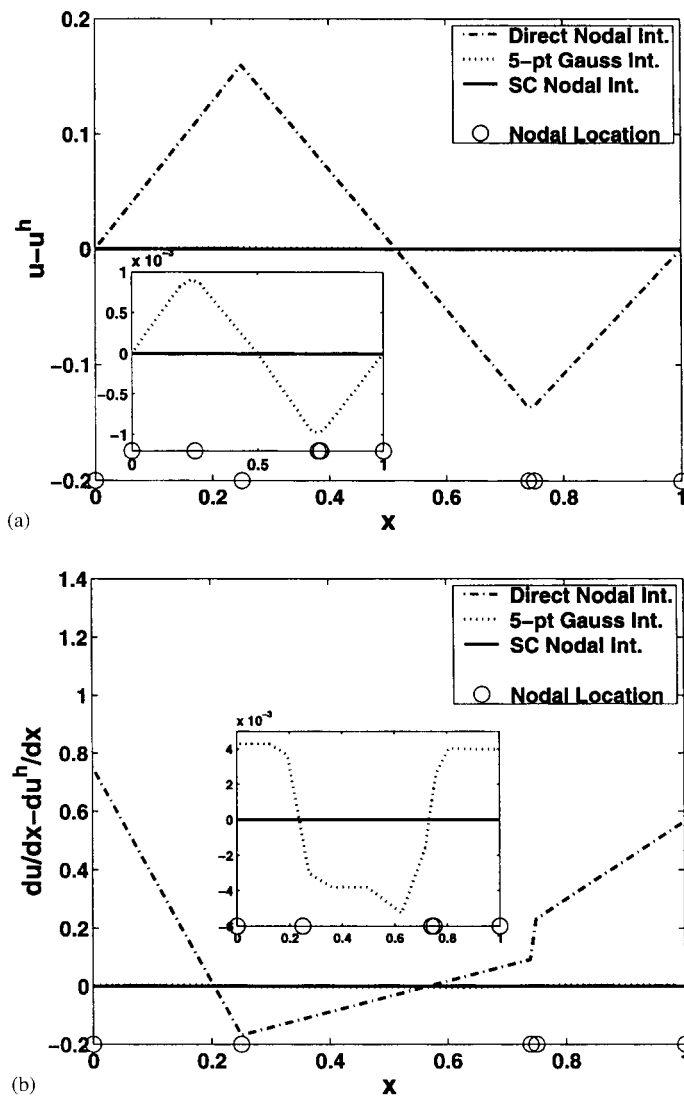 0.2
Direct Nodal Int.
5-pt Gauss Int.
SC Nodal Int.
Nodal Location
0.1
0
-0.1
-0.2
u-u^h
x 10^-3
1
0.5
0
-0.5
-1
0 0.5 1
0 0.2 0.4 0.6 0.8 1
x
(a)
1.4
1.2
1
0.8
0.6
0.4
0.2
0
-0.2
du/dx-du^h/dx
Direct Nodal Int.
5-pt Gauss Int.
SC Nodal Int.
Nodal Location
x 10^-3
4
2
0
-2
-4
-6
0 0.2 0.4 0.6 0.8 1
0 0.2 0.4 0.6 0.8
x
(b)